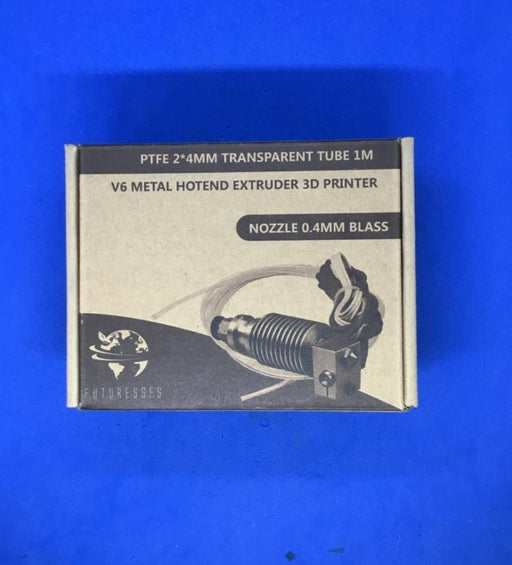 PTFE 2*4MM TRANSPARENT TUBE 1M
V6 METAL HOTEND EXTRUDER 3D PRINTER
NOZZLE 0.4MM BLASS
FUTURESSES